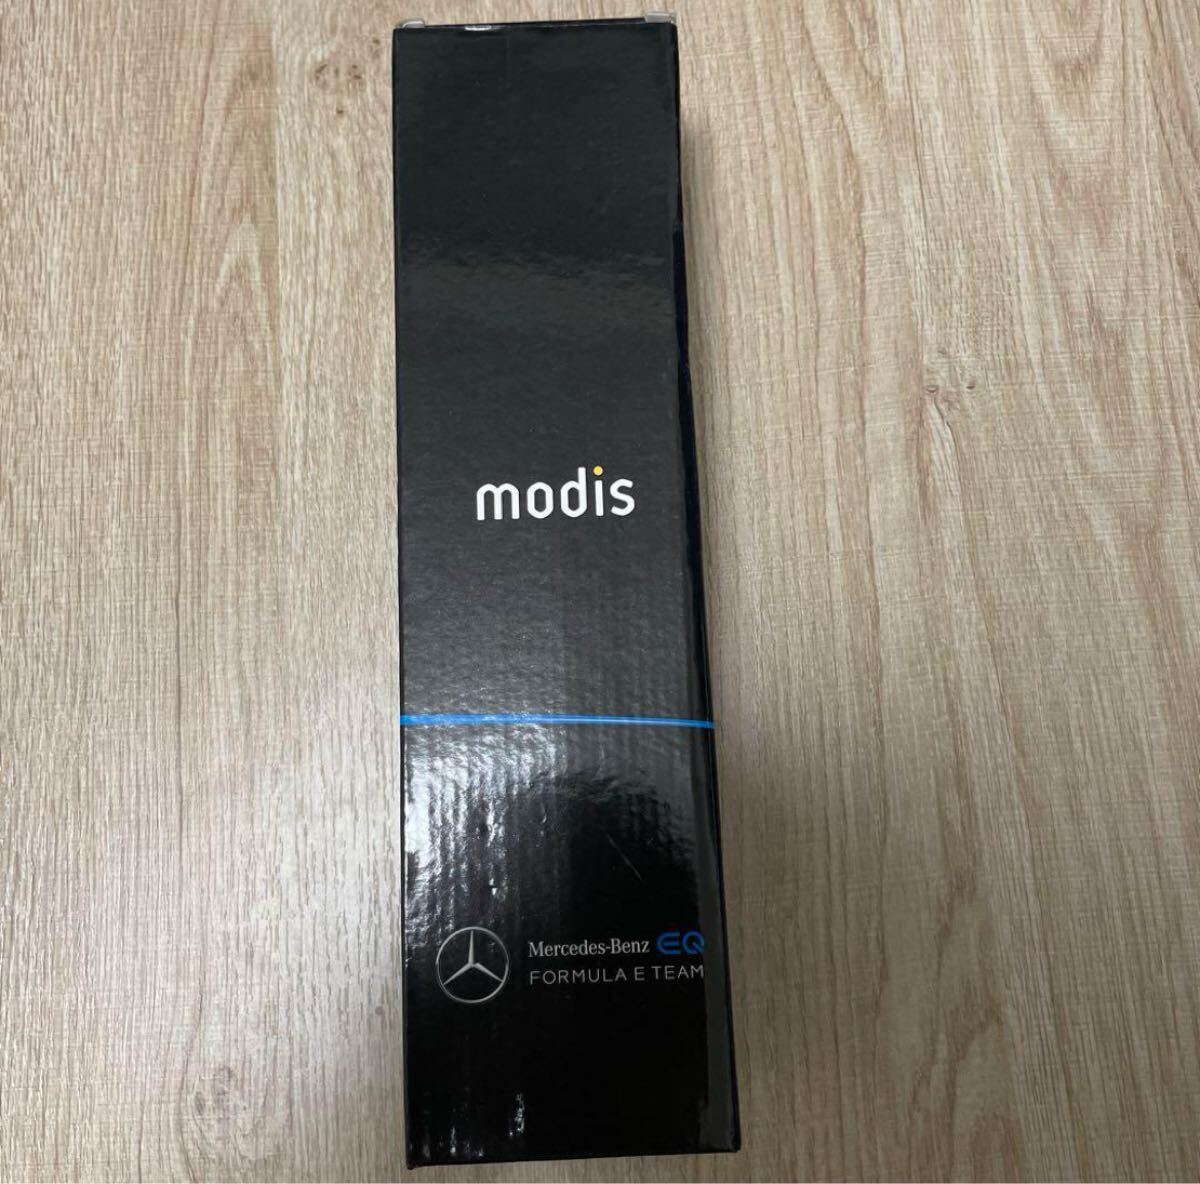 modis
Mercedes-Benz EQ
FORMULA E TEAM